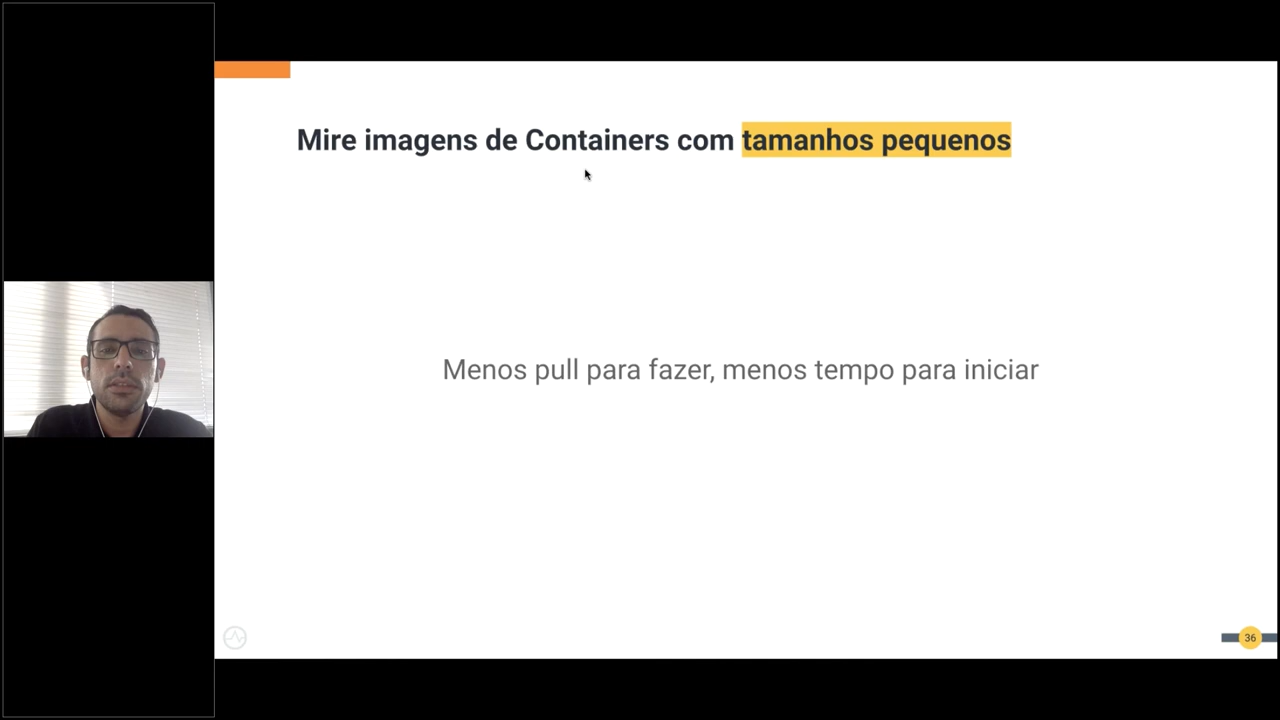 Mire imagens de Containers com tamanhos pequenos
Menos pull para fazer, menos tempo para iniciar
36